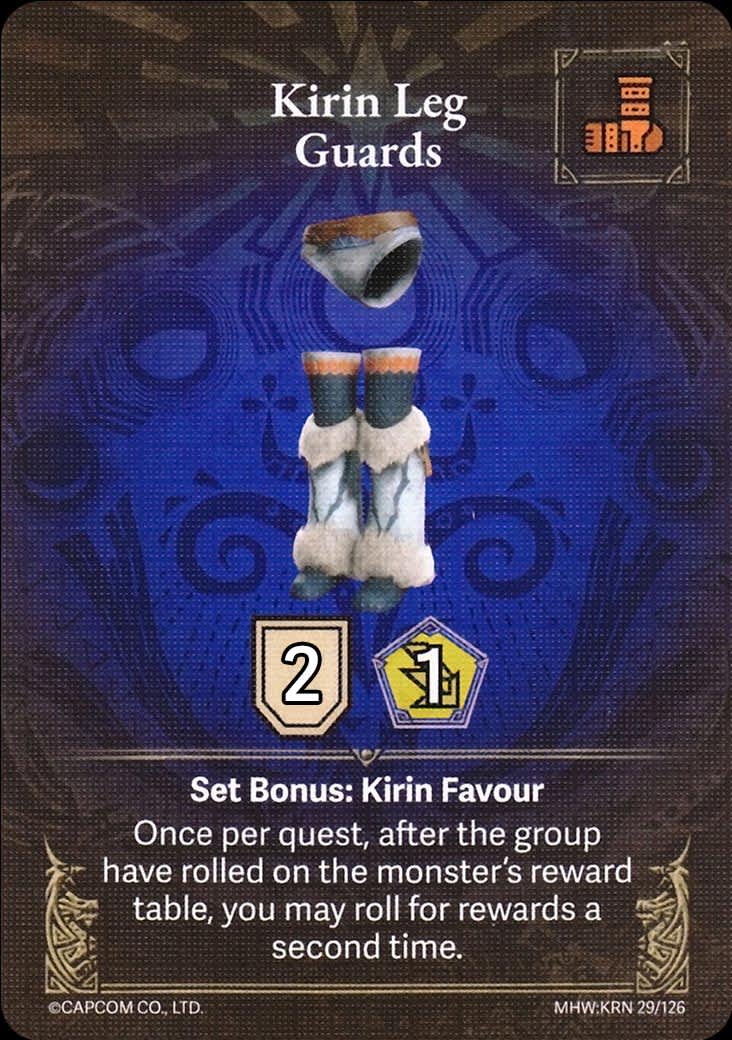 Kirin Leg
Guards
2
1
Set Bonus: Kirin Favour
Once per quest, after the group
have rolled on the monster's reward
table, you may roll for rewards a
second time.
©CAPCOM CO., LTD.
MHW:KRN 29/126